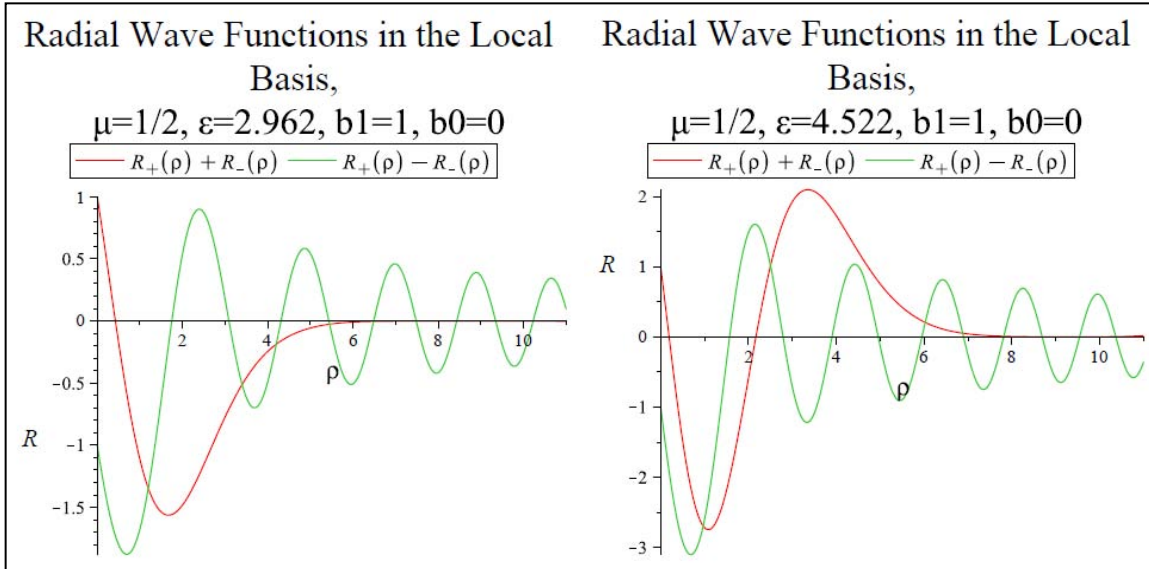 Radial Wave Functions in the Local
Basis,
μ=1/2, ε=2.962, b1=1, b0=0
R₊(ρ) + R₋(ρ) R₊(ρ) − R₋(ρ)
1
0.5
0
-0.5
-1
-1.5
R
2 4 6 8 10
ρ
Radial Wave Functions in the Local
Basis,
μ=1/2, ε=4.522, b1=1, b0=0
R₊(ρ) + R₋(ρ) R₊(ρ) − R₋(ρ)
2
R
1
0
-1
-2
-3
2 4 6 8 10
ρ